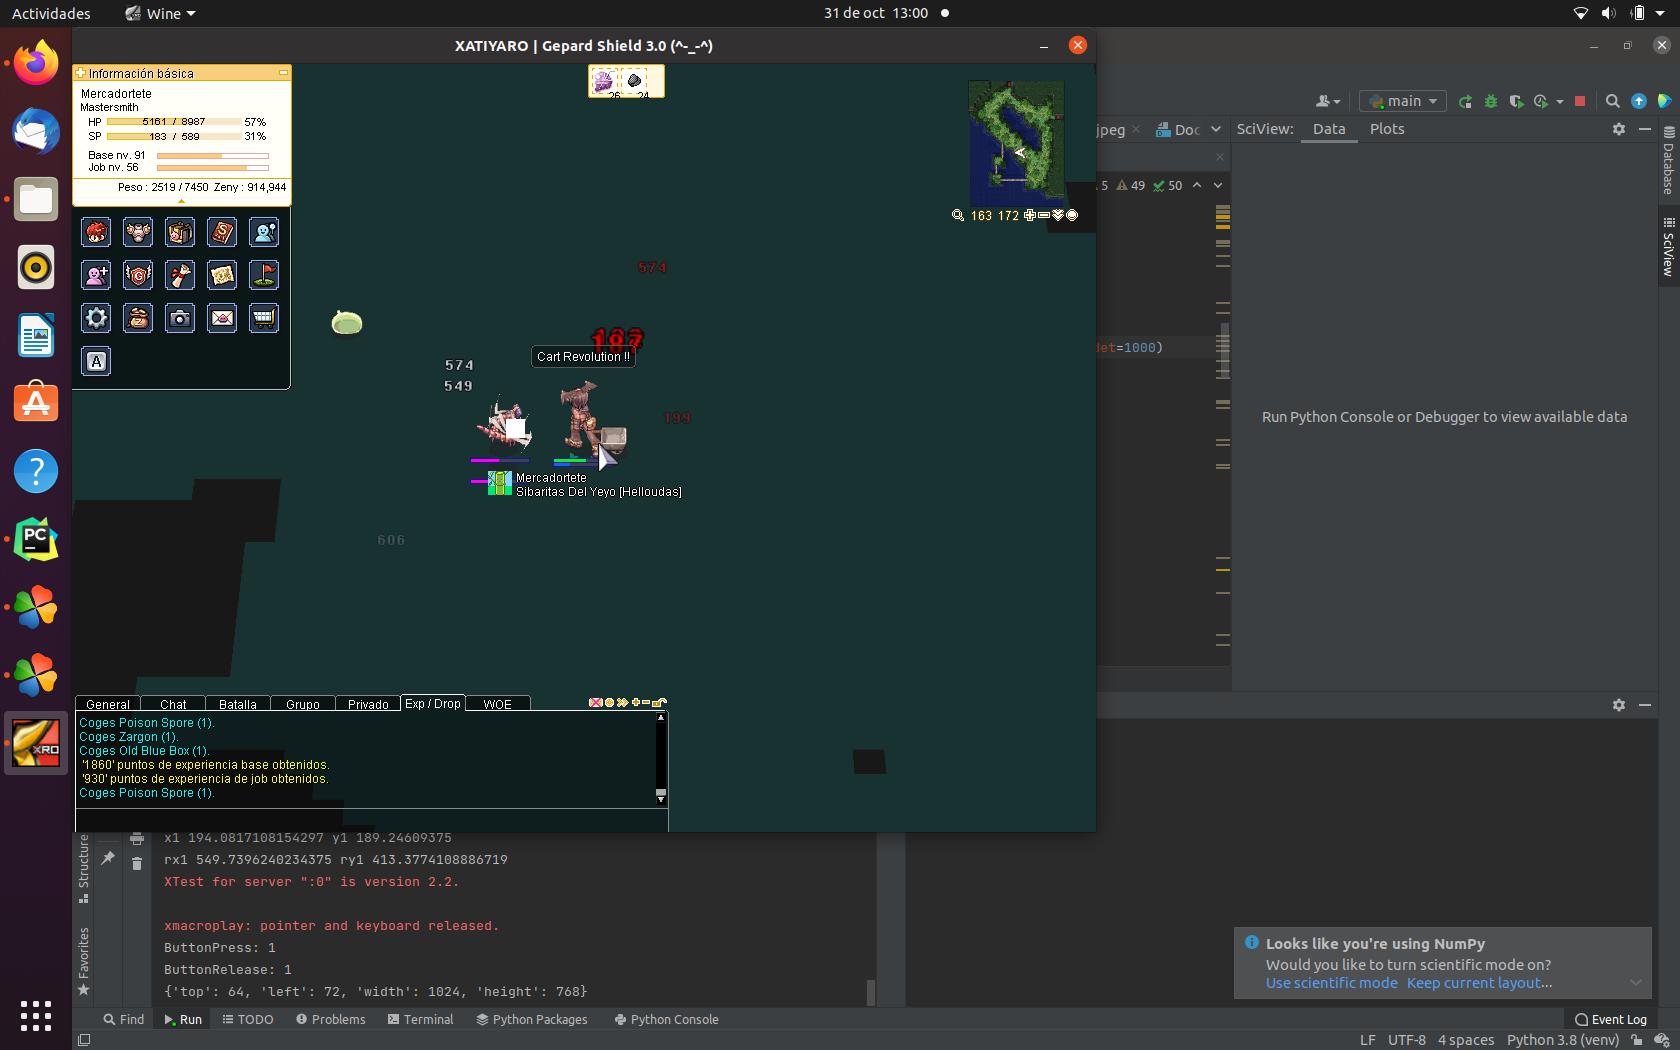 Actividades
Wine
31 de oct 13:00
XATIYARO | Gepard Shield 3.0 (^-_-^)
Información básica
Mercadortete
Mastersmith
HP 5161 / 8987 57%
SP 183 / 589 31%
Base nv. 91
Job nv. 56
Peso : 2519 / 7450 Zeny : 914,944
A
26 24
163 172
574
187
Cart Revolution !!
574
549
199
Mercadortete
Sibaritas Del Yeyo [Helloudas]
606
General Chat Batalla Grupo Privado Exp / Drop WOE
Coges Poison Spore (1).
Coges Zargon (1).
Coges Old Blue Box (1).
'1860' puntos de experiencia base obtenidos.
'930' puntos de experiencia de job obtenidos.
Coges Poison Spore (1).
main
jpeg
Doc
SciView: Data Plots
5 49 50
det=1000)
Run Python Console or Debugger to view available data
Database
SciView
PC
XRO
Structure
Favorites
x1 194.0817108154297 y1 189.24609375
rx1 549.7396240234375 ry1 413.3774108886719
XTest for server ":0" is version 2.2.
xmacroplay: pointer and keyboard released.
ButtonPress: 1
ButtonRelease: 1
{'top': 64, 'left': 72, 'width': 1024, 'height': 768}
Looks like you're using NumPy
Would you like to turn scientific mode on?
Use scientific mode Keep current layout...
Find Run TODO Problems Terminal Python Packages Python Console
Event Log
LF UTF-8 4 spaces Python 3.8 (venv)